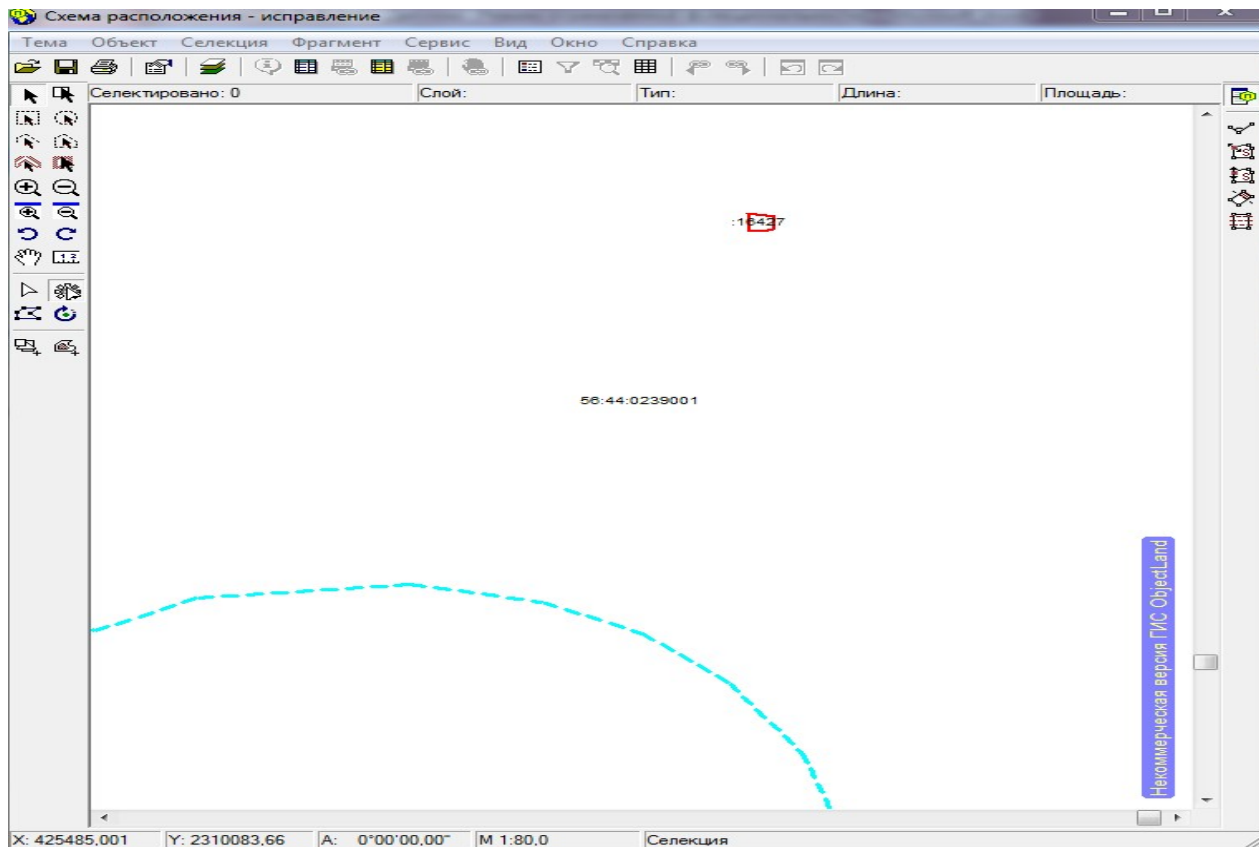 Схема расположения - исправление
Тема Объект Селекция Фрагмент Сервис Вид Окно Справка
Селектировано: 0 Слой: Тип: Длина: Площадь:
:16427
56:44:0239001
Некоммерческая версия ГИС ObjectLand
X: 425485,001 Y: 2310083,66 A: 0°00'00,00" M 1:80,0 Селекция